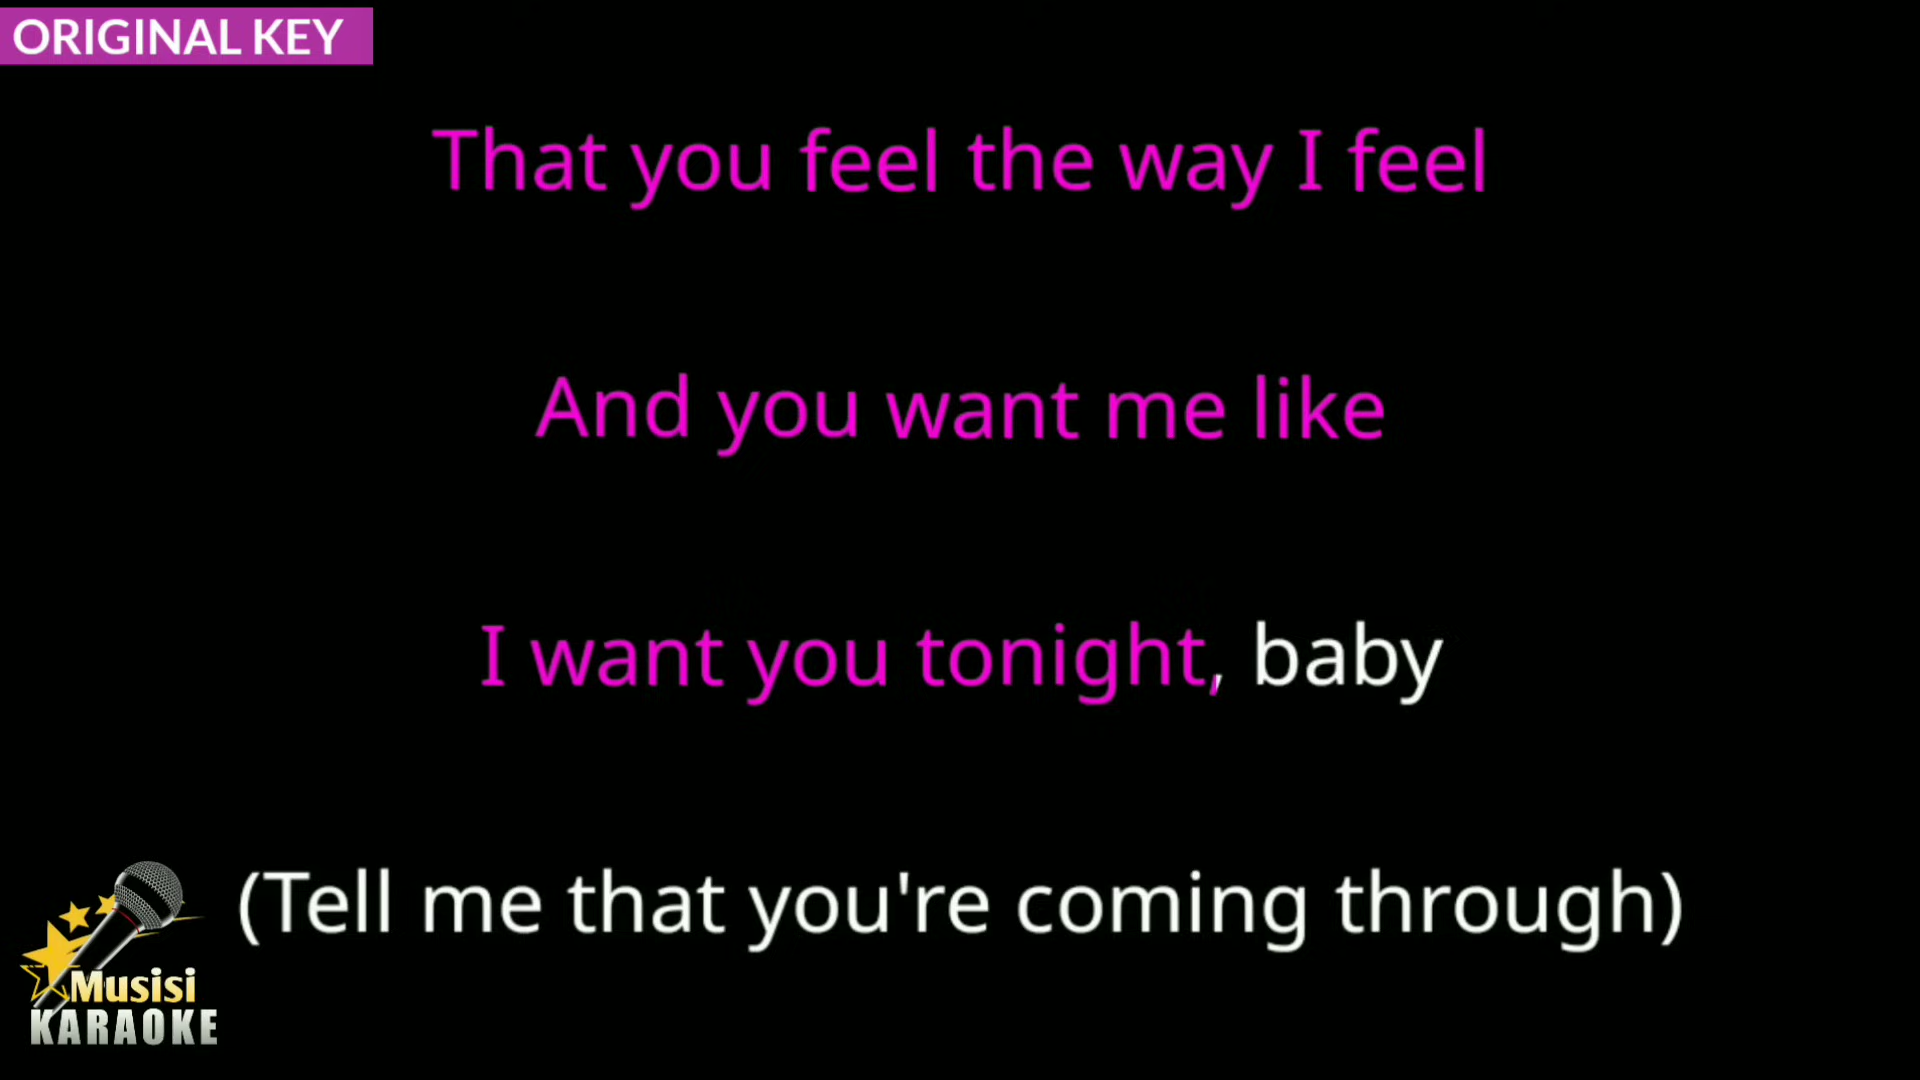 ORIGINAL KEY
That you feel the way I feel
And you want me like
I want you tonight, baby
(Tell me that you're coming through)
Musisi
KARAOKE